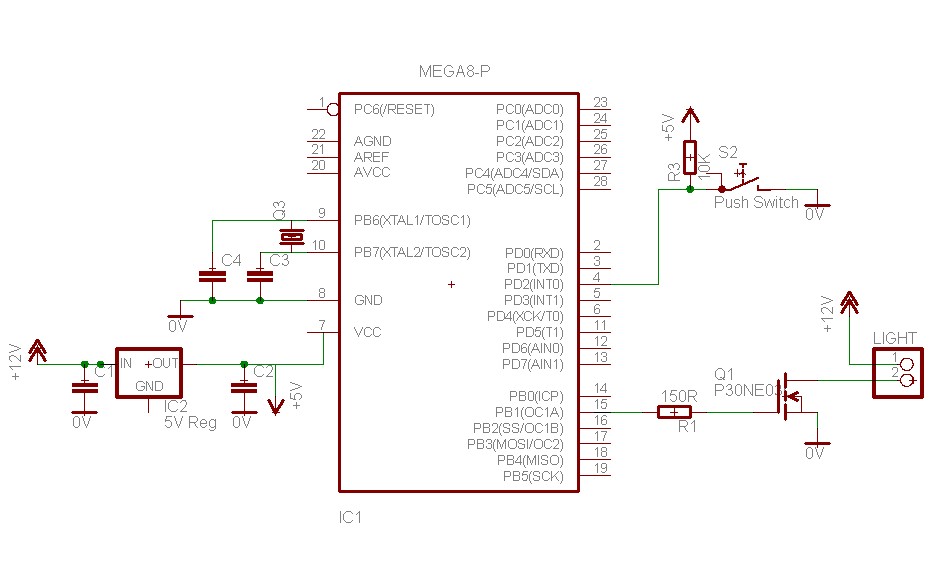 MEGA8-P
1 PC6(/RESET)
22 AGND
21 AREF
20 AVCC
9 PB6(XTAL1/TOSC1)
10 PB7(XTAL2/TOSC2)
8 GND
7 VCC
PC0(ADC0) 23
PC1(ADC1) 24
PC2(ADC2) 25
PC3(ADC3) 26
PC4(ADC4/SDA) 27
PC5(ADC5/SCL) 28
PD0(RXD) 2
PD1(TXD) 3
PD2(INT0) 4
PD3(INT1) 5
PD4(XCK/T0) 6
PD5(T1) 11
PD6(AIN0) 12
PD7(AIN1) 13
PB0(ICP) 14
PB1(OC1A) 15
PB2(SS/OC1B) 16
PB3(MOSI/OC2) 17
PB4(MISO) 18
PB5(SCK) 19
IC1
Q3
C4
C3
0V
+12V
C1
0V
IN
OUT
GND
IC2
5V Reg
C2
0V
+5V
+5V
R3
10K
S2
Push Switch
0V
150R
R1
Q1
P30NE03
0V
+12V
LIGHT
1
2